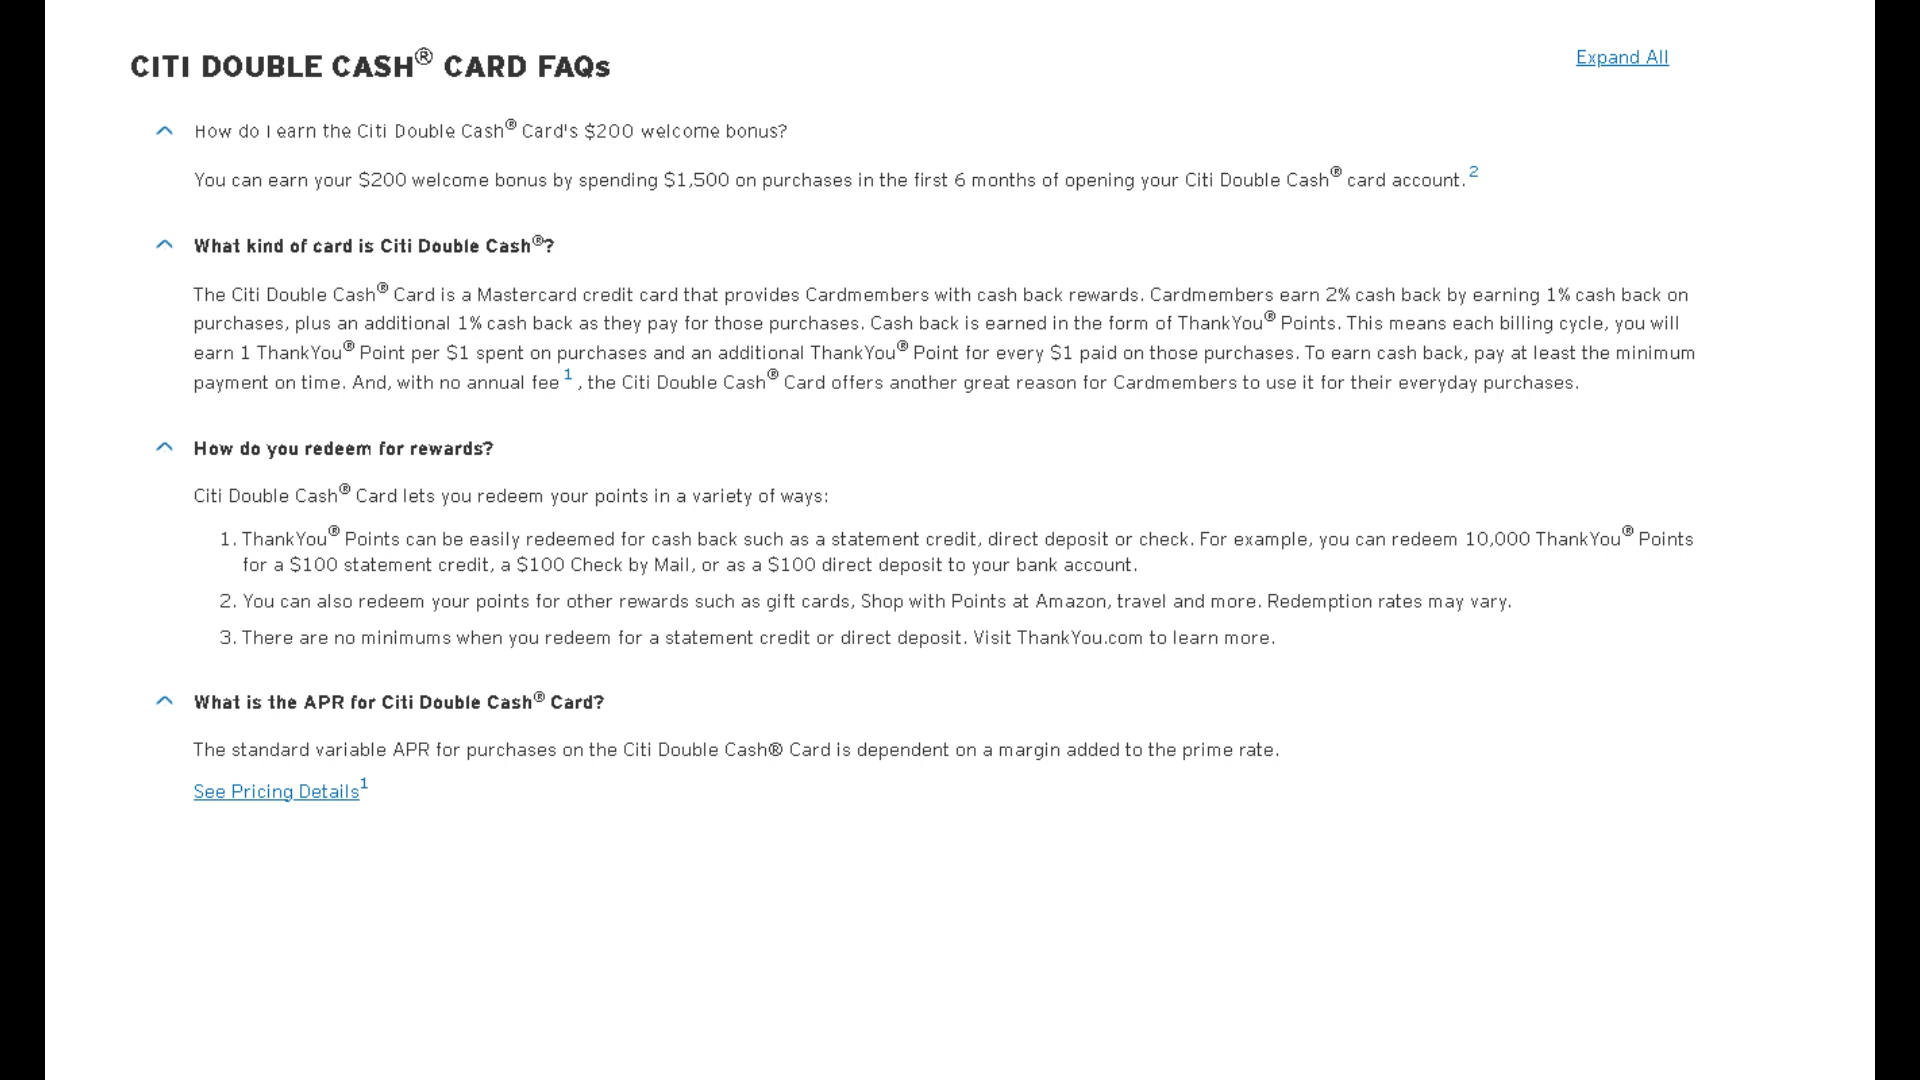 CITI DOUBLE CASH® CARD FAQs
Expand All
How do I earn the Citi Double Cash® Card's $200 welcome bonus?
You can earn your $200 welcome bonus by spending $1,500 on purchases in the first 6 months of opening your Citi Double Cash® card account. 2
What kind of card is Citi Double Cash®?
The Citi Double Cash® Card is a Mastercard credit card that provides Cardmembers with cash back rewards. Cardmembers earn 2% cash back by earning 1% cash back on
purchases, plus an additional 1% cash back as they pay for those purchases. Cash back is earned in the form of ThankYou® Points. This means each billing cycle, you will
earn 1 ThankYou® Point per $1 spent on purchases and an additional ThankYou® Point for every $1 paid on those purchases. To earn cash back, pay at least the minimum
payment on time. And, with no annual fee 1 , the Citi Double Cash® Card offers another great reason for Cardmembers to use it for their everyday purchases.
How do you redeem for rewards?
Citi Double Cash® Card lets you redeem your points in a variety of ways:
1. ThankYou® Points can be easily redeemed for cash back such as a statement credit, direct deposit or check. For example, you can redeem 10,000 ThankYou® Points
for a $100 statement credit, a $100 Check by Mail, or as a $100 direct deposit to your bank account.
2. You can also redeem your points for other rewards such as gift cards, Shop with Points at Amazon, travel and more. Redemption rates may vary.
3. There are no minimums when you redeem for a statement credit or direct deposit. Visit ThankYou.com to learn more.
What is the APR for Citi Double Cash® Card?
The standard variable APR for purchases on the Citi Double Cash® Card is dependent on a margin added to the prime rate.
See Pricing Details1